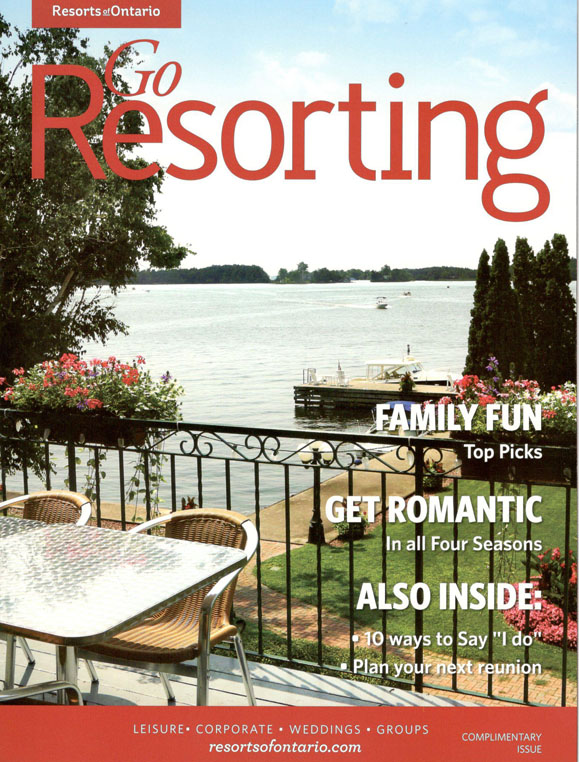 Resorts of Ontario
Go
Resorting
FAMILY FUN
Top Picks
GET ROMANTIC
In all Four Seasons
ALSO INSIDE:
• 10 ways to Say "I do"
• Plan your next reunion
LEISURE• CORPORATE • WEDDINGS • GROUPS
resortsofontario.com
COMPLIMENTARY
ISSUE